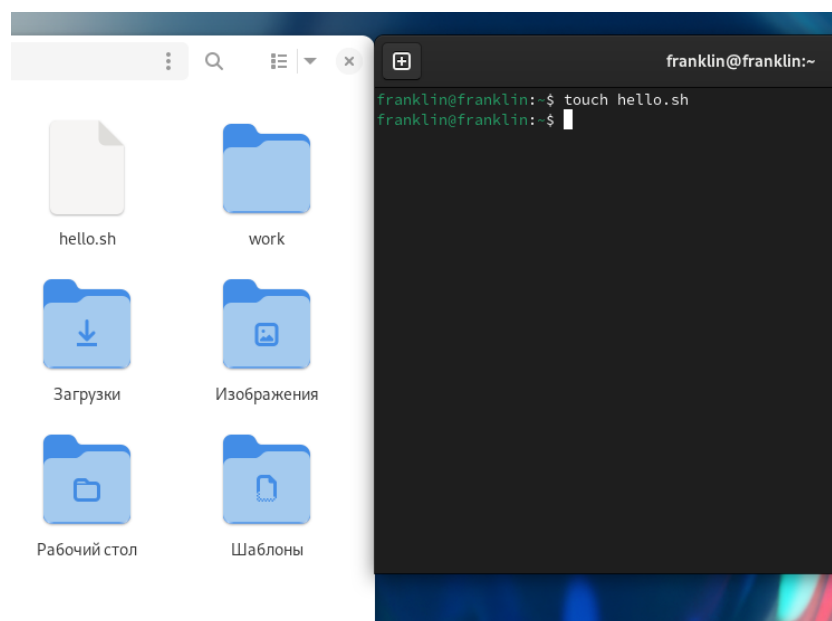 franklin@franklin:~
franklin@franklin:~$ touch hello.sh
franklin@franklin:~$
hello.sh
work
Загрузки
Изображения
Рабочий стол
Шаблоны